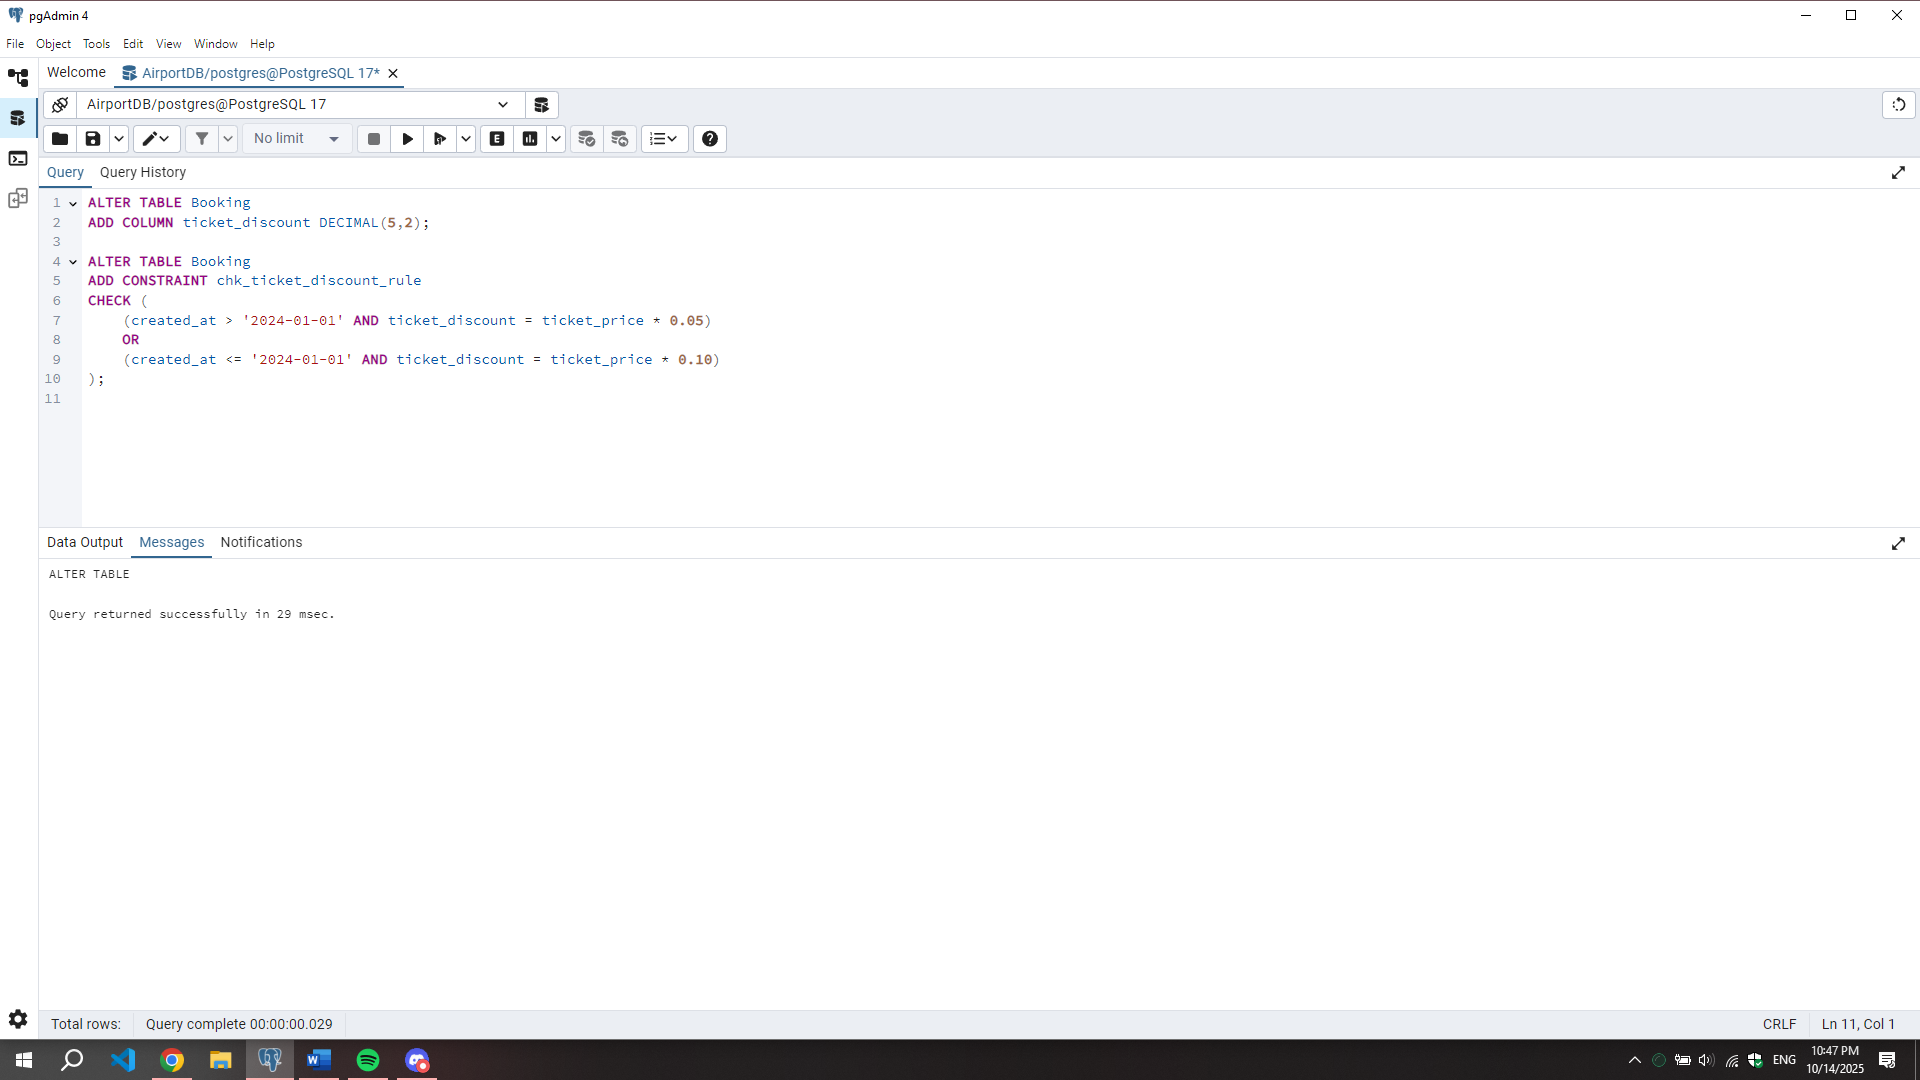 pgAdmin 4
File Object Tools Edit View Window Help
Welcome AirportDB/postgres@PostgreSQL 17*
AirportDB/postgres@PostgreSQL 17
No limit
E
Query Query History
1 ALTER TABLE Booking
2 ADD COLUMN ticket_discount DECIMAL(5,2);
3
4 ALTER TABLE Booking
5 ADD CONSTRAINT chk_ticket_discount_rule
6 CHECK (
7 (created_at > '2024-01-01' AND ticket_discount = ticket_price * 0.05)
8 OR
9 (created_at <= '2024-01-01' AND ticket_discount = ticket_price * 0.10)
10 );
11
Data Output Messages Notifications
ALTER TABLE
Query returned successfully in 29 msec.
Total rows: Query complete 00:00:00.029 CRLF Ln 11, Col 1
ENG 10:47 PM
10/14/2025